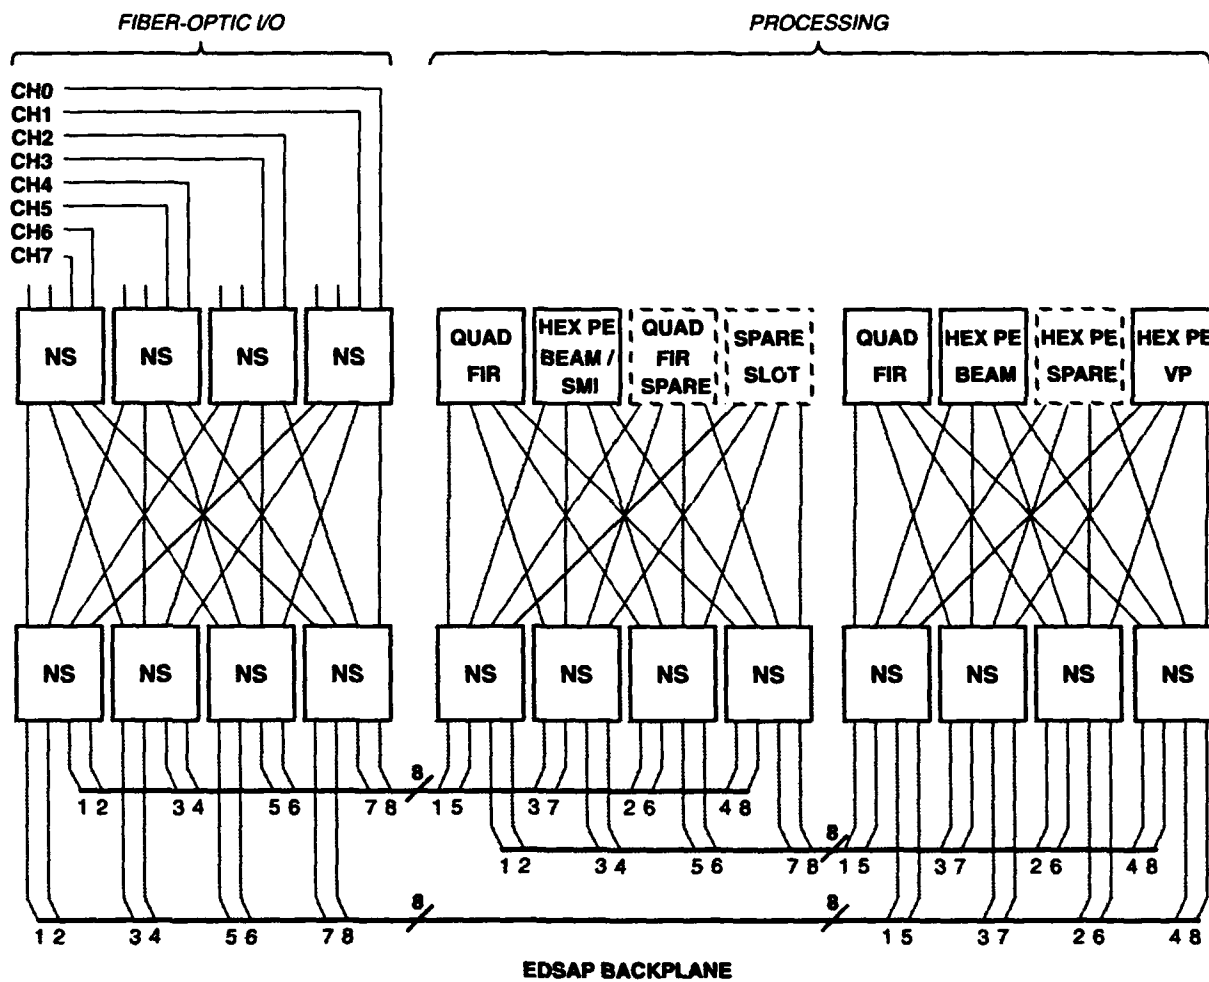 FIBER-OPTIC I/O PROCESSING
CH0
CH1
CH2
CH3
CH4
CH5
CH6
CH7
NS NS NS NS
QUAD FIR
HEX PE BEAM / SMI
QUAD FIR SPARE
SPARE SLOT
QUAD FIR
HEX PE BEAM
HEX PE SPARE
HEX PE VP
NS NS NS NS NS NS NS NS NS NS NS NS
8
1 2 3 4 5 6 7 8 1 5 3 7 2 6 4 8
8
1 2 3 4 5 6 7 8 1 5 3 7 2 6 4 8
8 8
1 2 3 4 5 6 7 8 1 5 3 7 2 6 4 8
EDSAP BACKPLANE